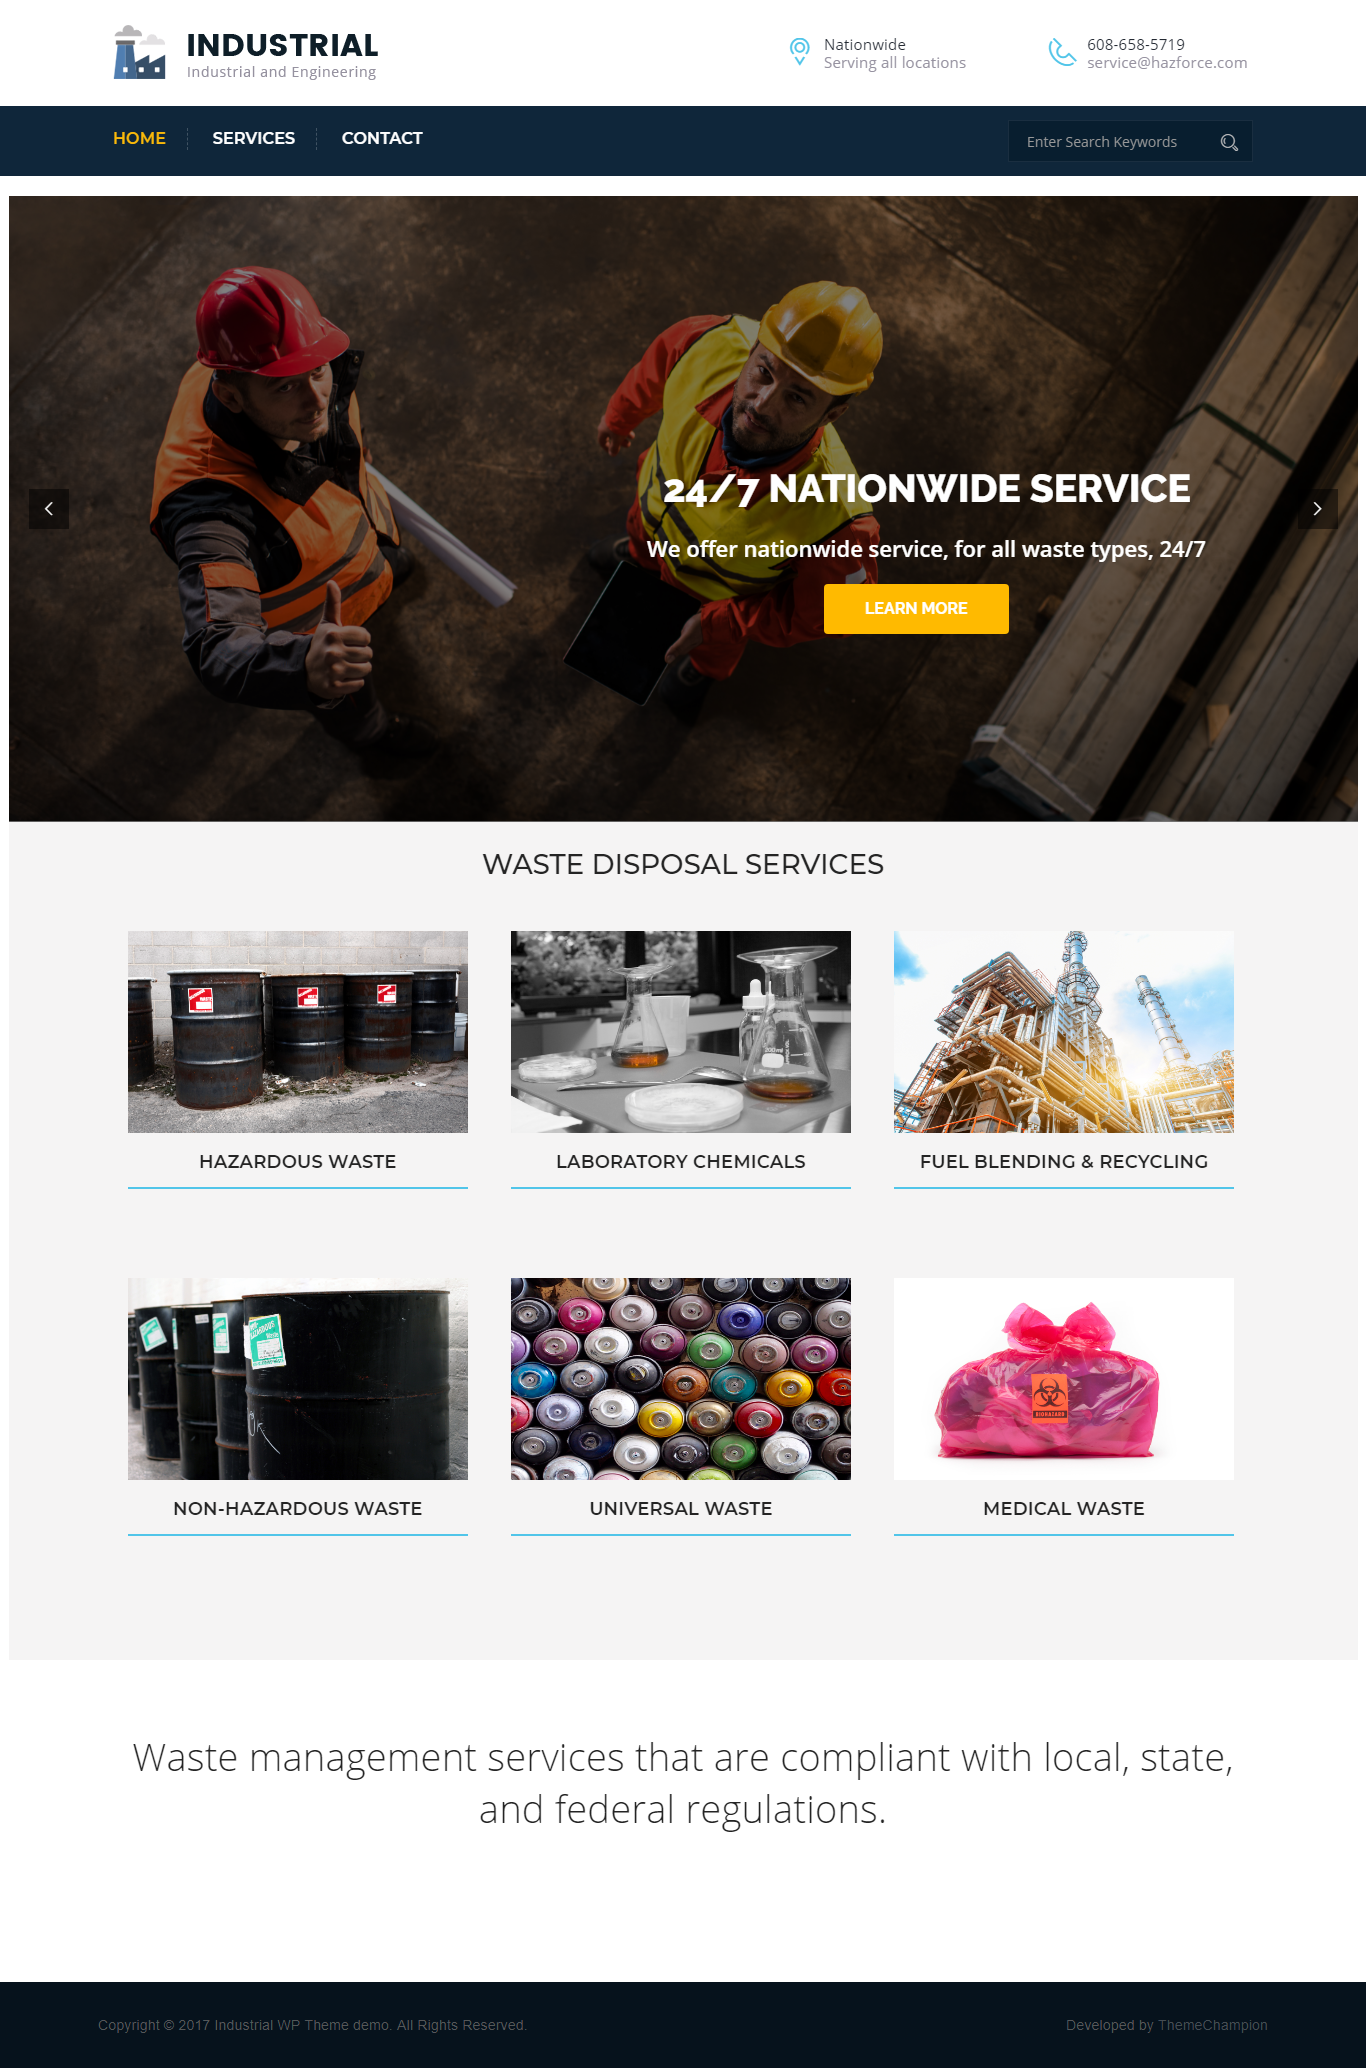 INDUSTRIAL
Industrial and Engineering
Nationwide
Serving all locations
608-658-5719
service@hazforce.com
HOME
SERVICES
CONTACT
Enter Search Keywords
24/7 NATIONWIDE SERVICE
We offer nationwide service, for all waste types, 24/7
LEARN MORE
WASTE DISPOSAL SERVICES
WASTE
HAZARDOUS WASTE
LABORATORY CHEMICALS
FUEL BLENDING & RECYCLING
BIOHAZARD
NON-HAZARDOUS WASTE
UNIVERSAL WASTE
MEDICAL WASTE
Waste management services that are compliant with local, state,
and federal regulations.
Copyright © 2017 Industrial WP Theme demo. All Rights Reserved.
Developed by ThemeChampion